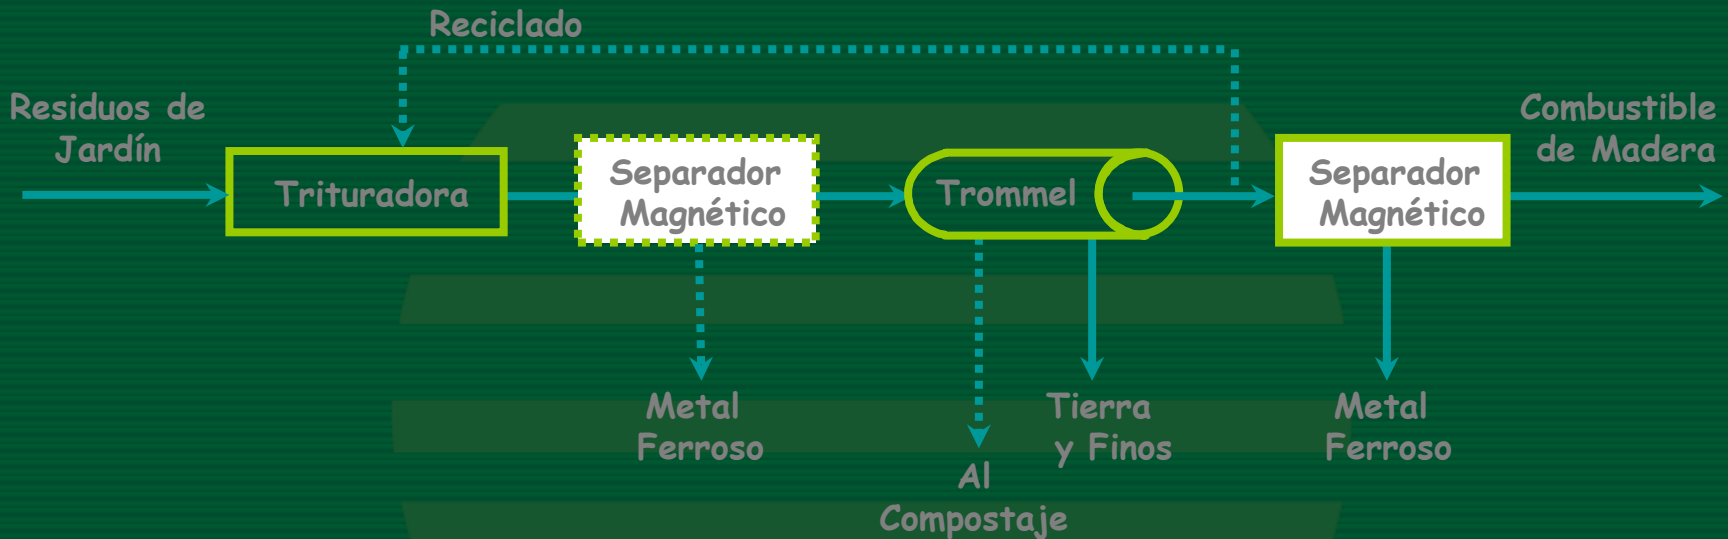 Reciclado
Residuos de
Jardín
Combustible
de Madera
Trituradora
Separador
Magnético
Trommel
Separador
Magnético
Metal
Ferroso
Tierra
y Finos
Metal
Ferroso
Al
Compostaje